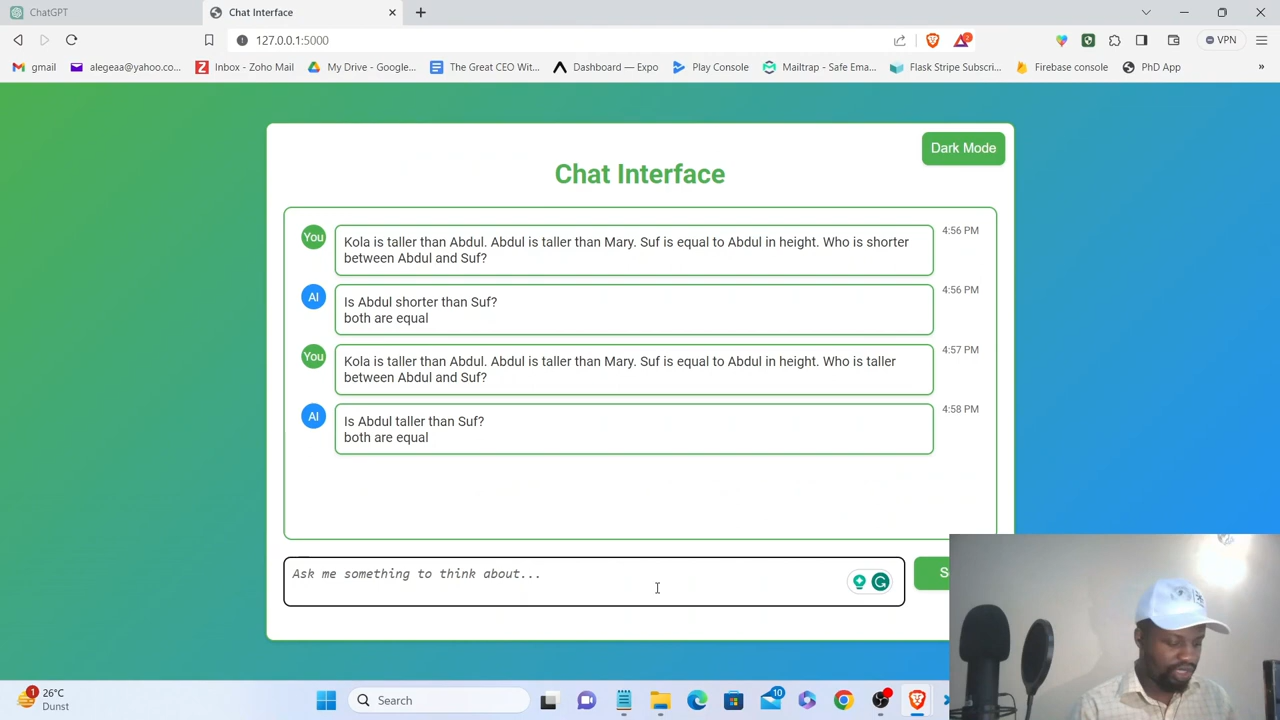 ChatGPT
Chat Interface
127.0.0.1:5000
2
VPN
gmail
alegeaa@yahoo.co...
Inbox - Zoho Mail
My Drive - Google...
The Great CEO Wit...
Dashboard — Expo
Play Console
Mailtrap - Safe Ema...
Flask Stripe Subscri...
Firebase console
PhD App
»
Dark Mode
Chat Interface
You
Kola is taller than Abdul. Abdul is taller than Mary. Suf is equal to Abdul in height. Who is shorter
between Abdul and Suf?
4:56 PM
AI
Is Abdul shorter than Suf?
both are equal
4:56 PM
You
Kola is taller than Abdul. Abdul is taller than Mary. Suf is equal to Abdul in height. Who is taller
between Abdul and Suf?
4:57 PM
AI
Is Abdul taller than Suf?
both are equal
4:58 PM
Ask me something to think about...
1
26°C
Dunst
Search
10